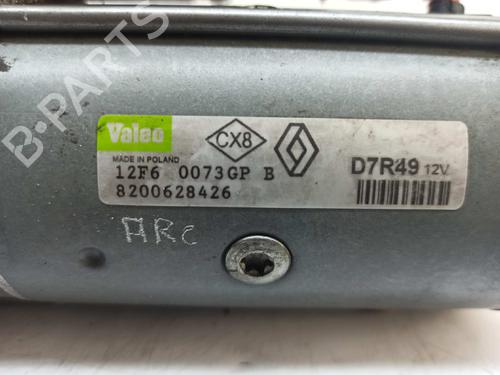 B-PARTS
Valeo
CX8
MADE IN POLAND
12F6 0073GP B
8200628426
D7R49 12V
ARC